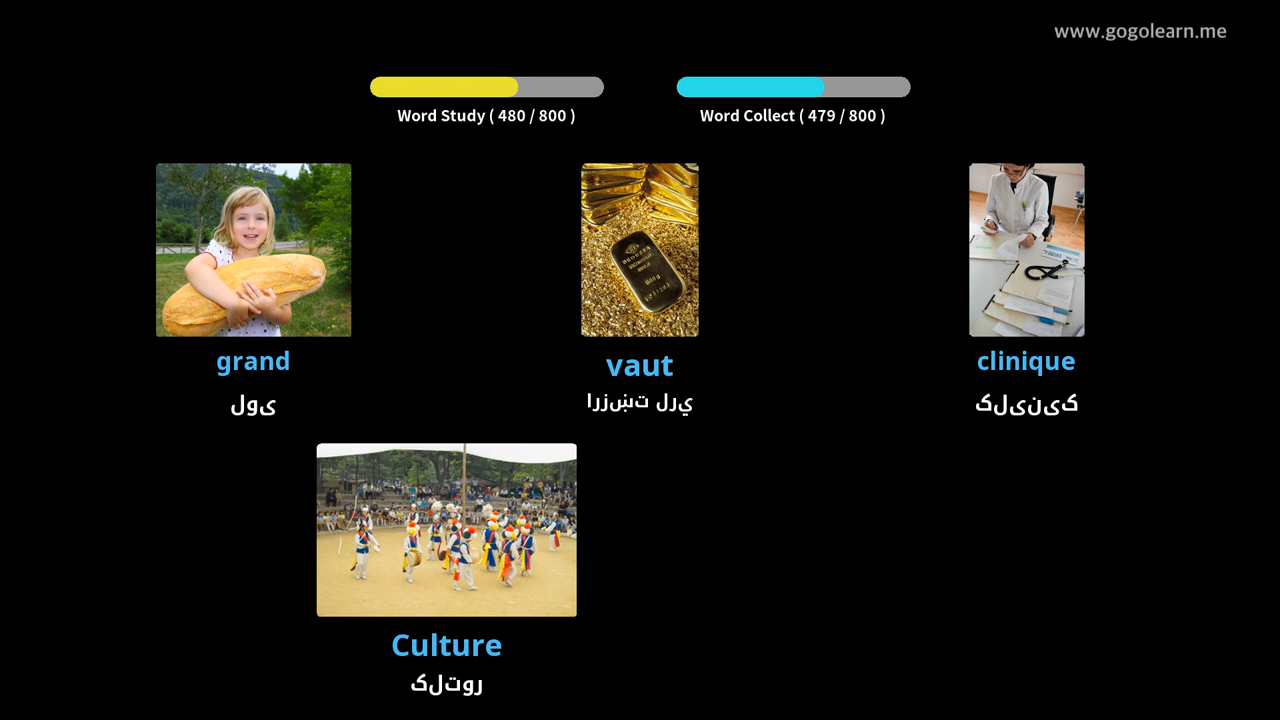 www.gogolearn.me
Word Study ( 480 / 800 )
Word Collect ( 479 / 800 )
grand
لوی
vaut
ارزښت لري
clinique
کلینیک
Culture
کلتور